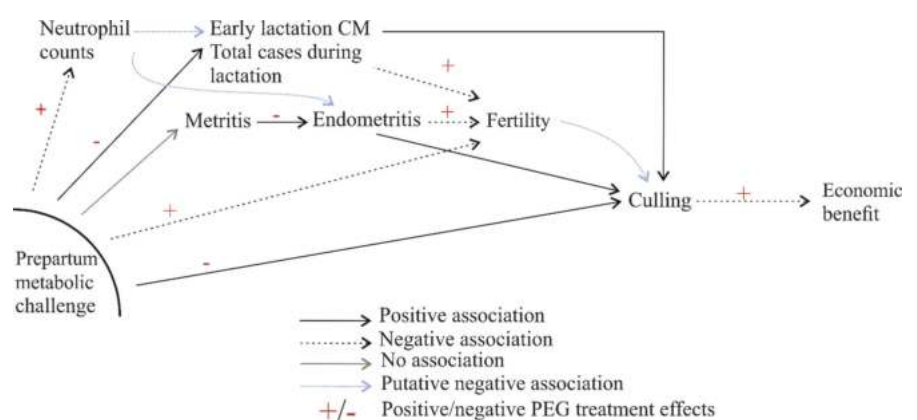 Neutrophil
counts
Early lactation CM
Total cases during
lactation
+
+
-
Metritis
-
Endometritis
+
Fertility
+
Culling
+
Economic
benefit
-
Prepartum
metabolic
challenge
Positive association
Negative association
No association
Putative negative association
+/- Positive/negative PEG treatment effects